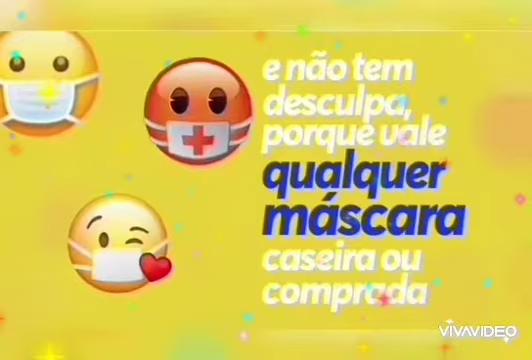 e não tem
desculpa,
porque vale
qualquer
máscara
caseira ou
comprada
VIVAVIDEO